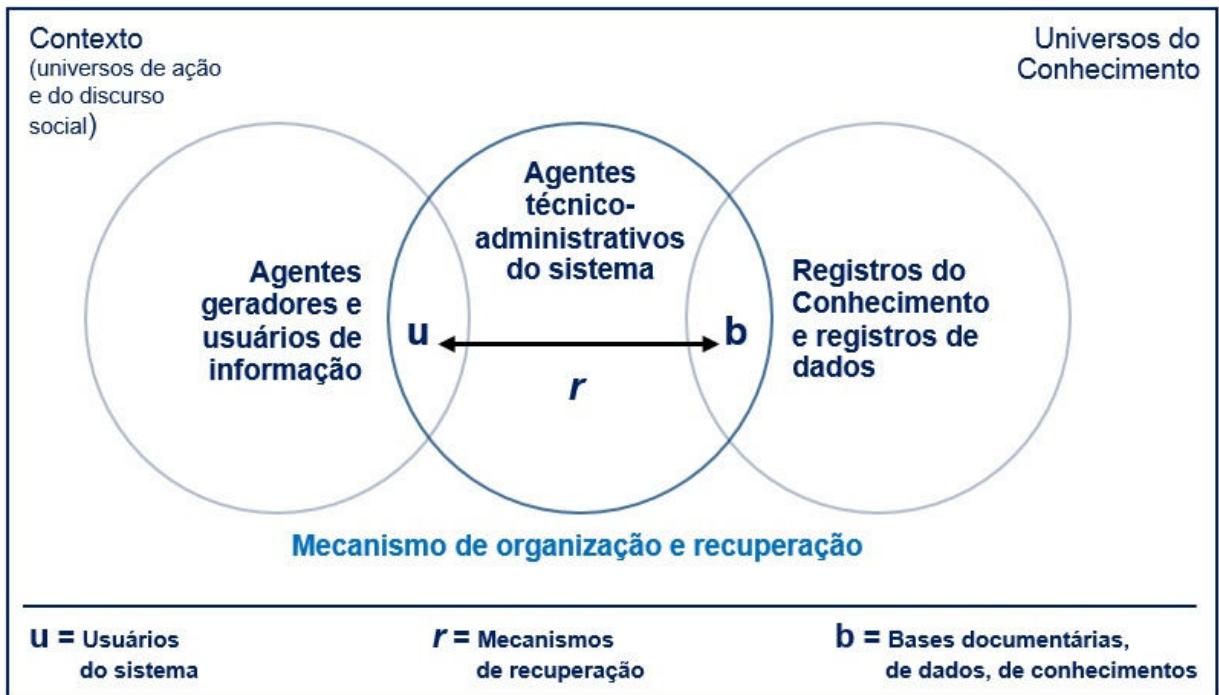 Contexto
(universos de ação
e do discurso
social)
Universos do
Conhecimento
Agentes
técnico-
administrativos
do sistema
Agentes
geradores e
usuários de
informação
Registros do
Conhecimento
e registros de
dados
u
b
r
Mecanismo de organização e recuperação
u = Usuários
do sistema
r = Mecanismos
de recuperação
b = Bases documentárias,
de dados, de conhecimentos